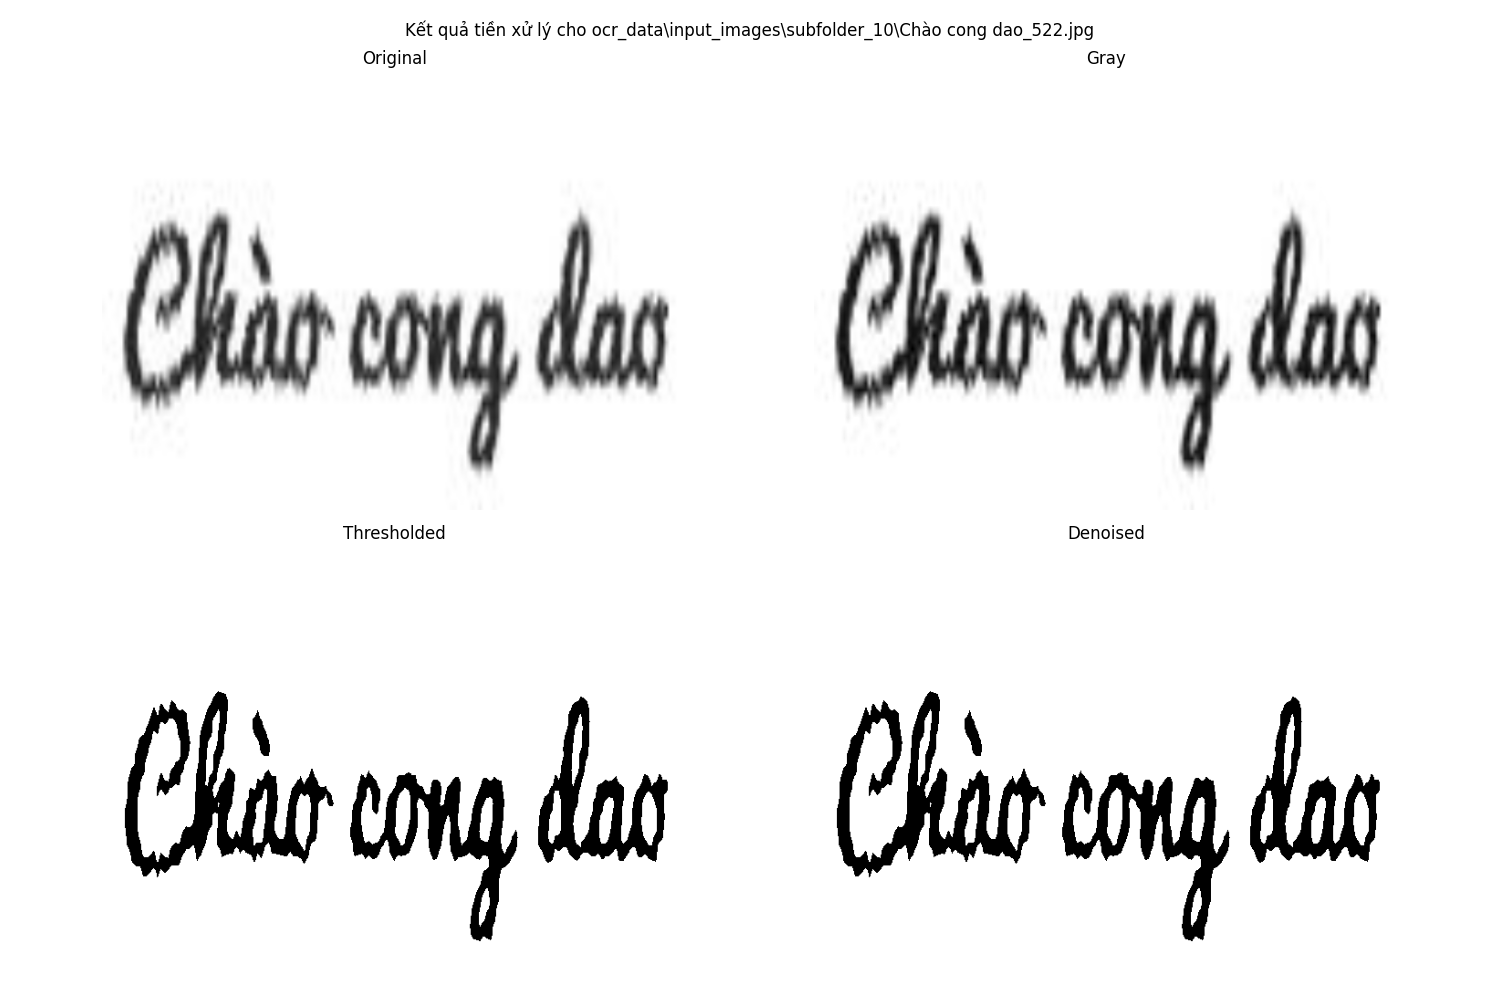 Kết quả tiền xử lý cho ocr_data\input_images\subfolder_10\Chào cong dao_522.jpg
Original
Gray
Chào cong dao
Chào cong dao
Thresholded
Denoised
Chào cong dao
Chào cong dao